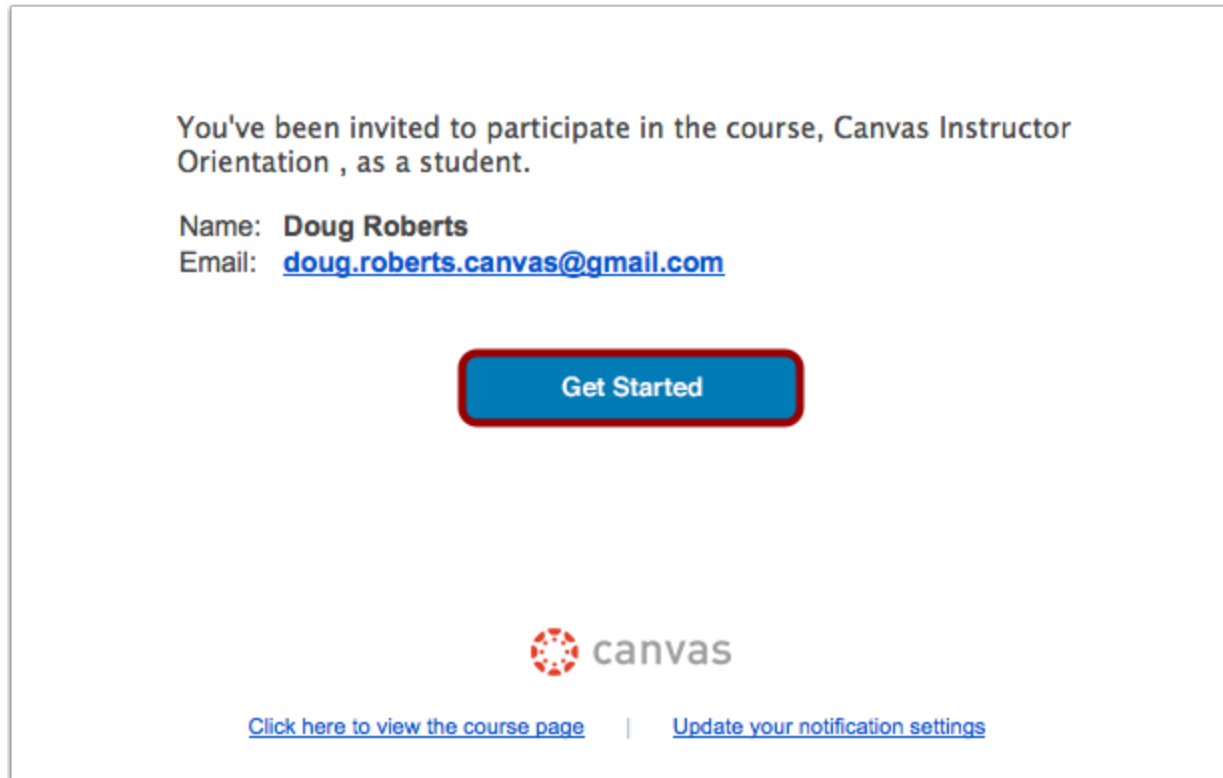 You've been invited to participate in the course, Canvas Instructor
Orientation , as a student.
Name: Doug Roberts
Email: doug.roberts.canvas@gmail.com
Get Started
canvas
Click here to view the course page | Update your notification settings